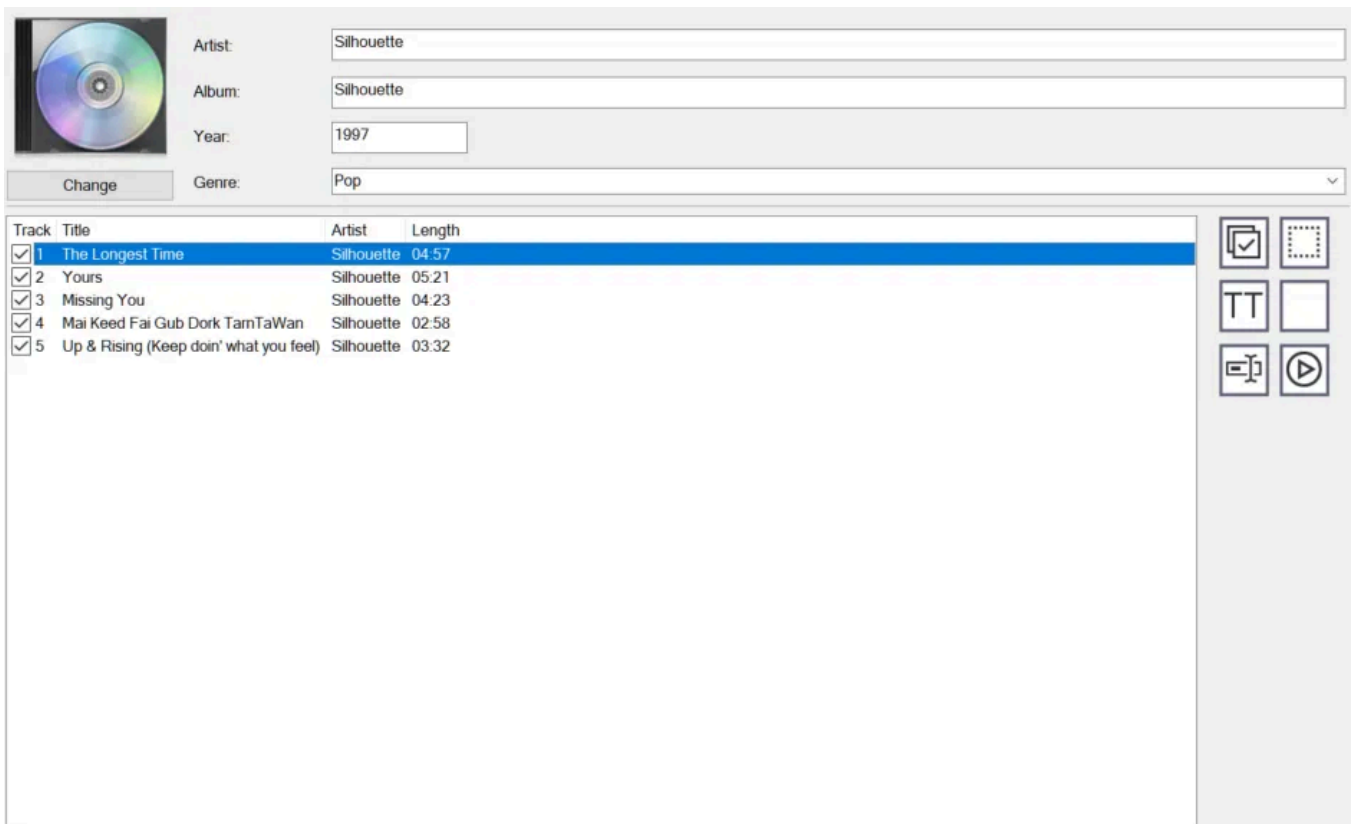 Artist: Silhouette
Album: Silhouette
Year: 1997
Change Genre: Pop
Track Title Artist Length
1 The Longest Time Silhouette 04:57
2 Yours Silhouette 05:21
3 Missing You Silhouette 04:23
4 Mai Keed Fai Gub Dork TarnTaWan Silhouette 02:58
5 Up & Rising (Keep doin' what you feel) Silhouette 03:32
TT